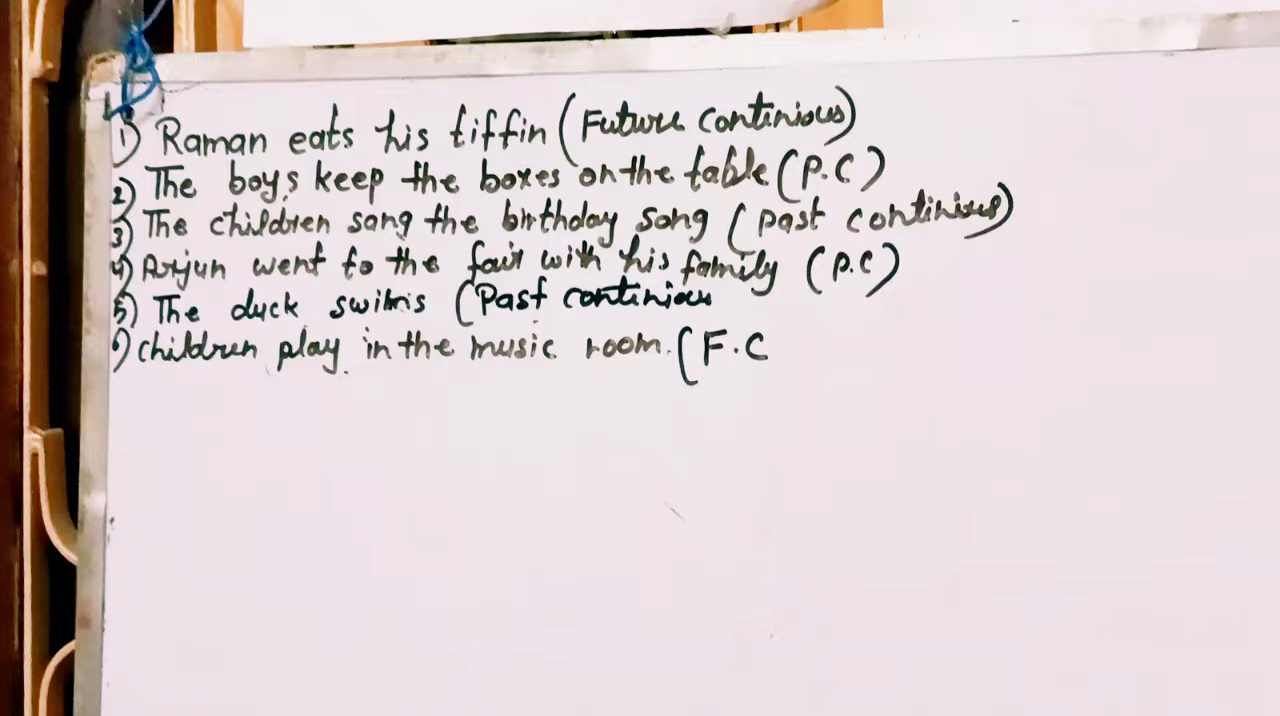 1) Raman eats his tiffin (Future continious)
2) The boys keep the boxes on the table (P.C)
3) The children sang the birthday song (past continious)
4) Arjun went to the fair with his family (P.C)
5) The duck swims (Past continious
6) children play in the music room. (F.C